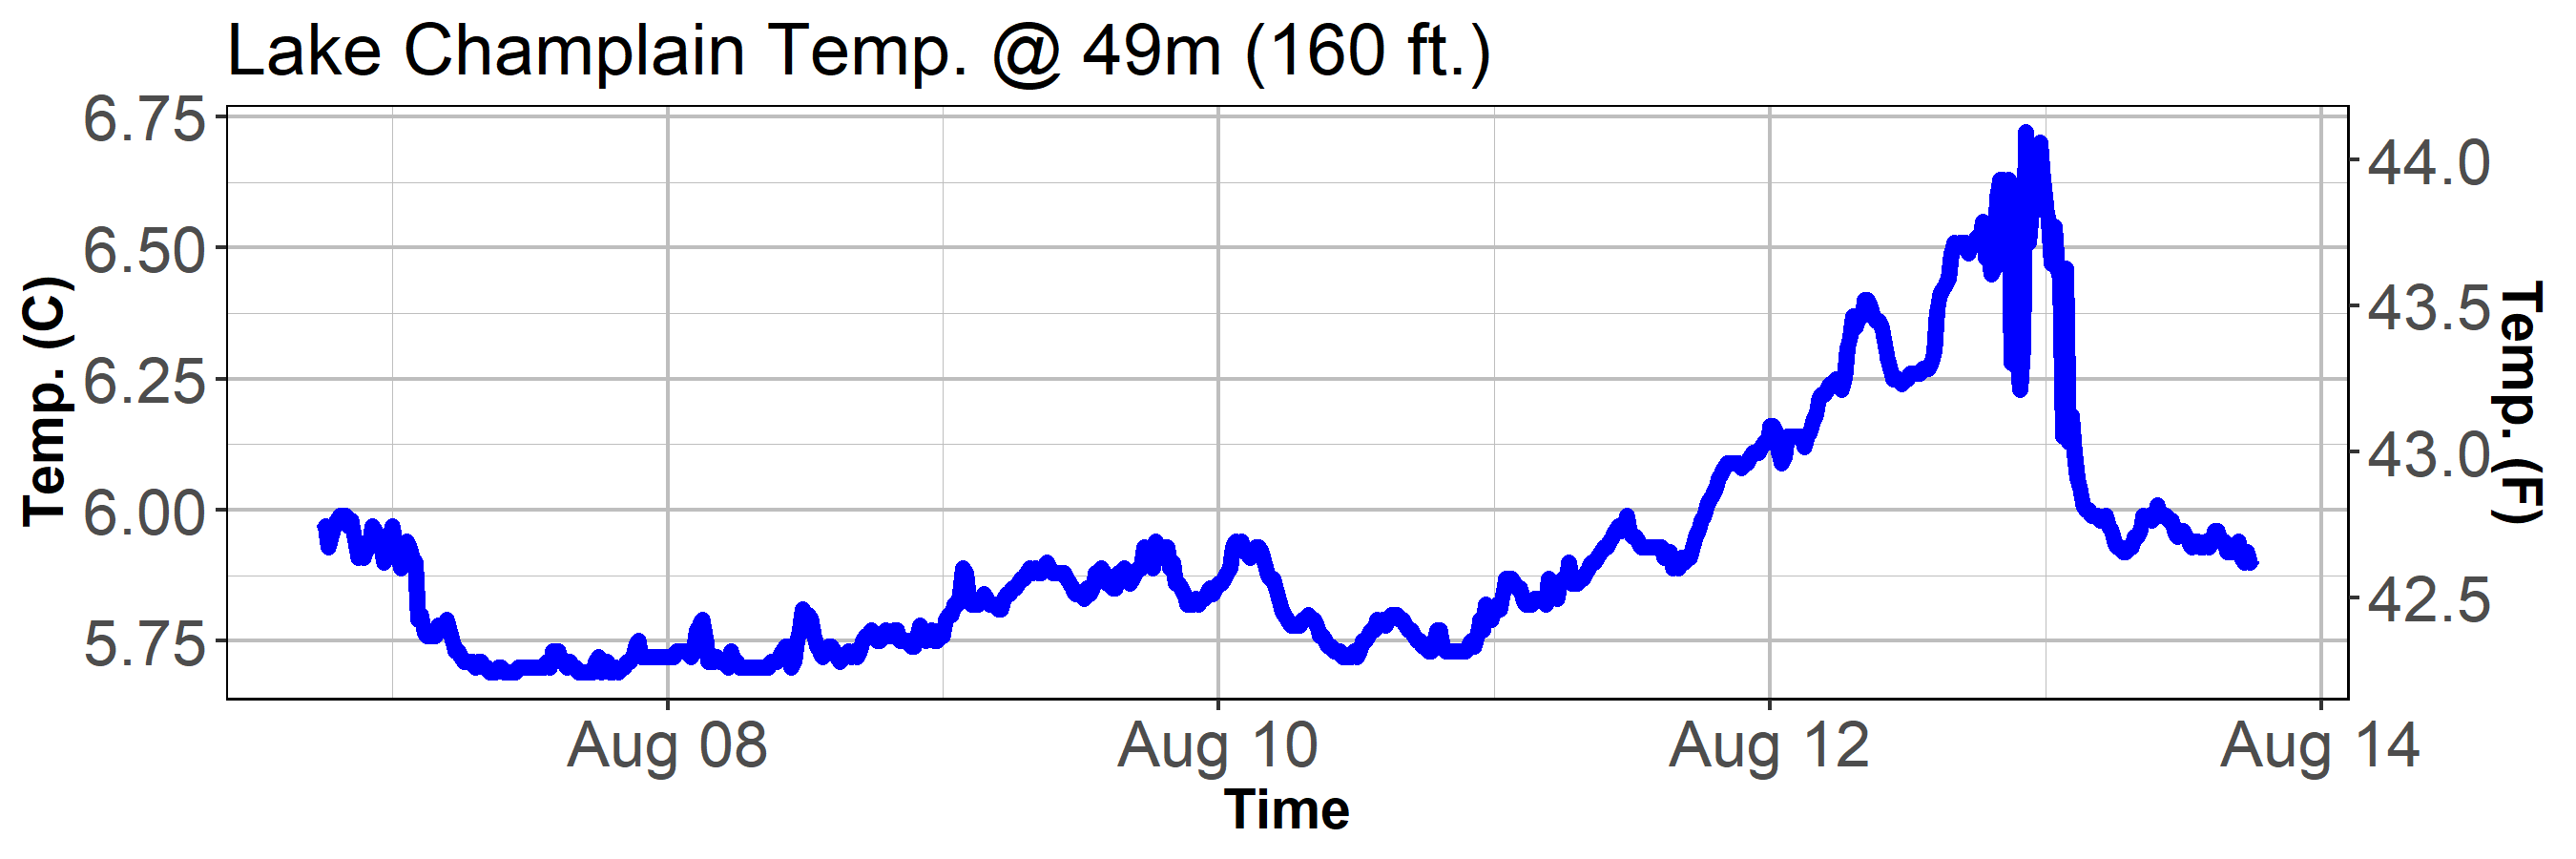 Lake Champlain Temp. @ 49m (160 ft.)
6.75
6.50
6.25
6.00
5.75
Temp. (C)
44.0
43.5
43.0
42.5
Temp. (F)
Aug 08
Aug 10
Aug 12
Aug 14
Time